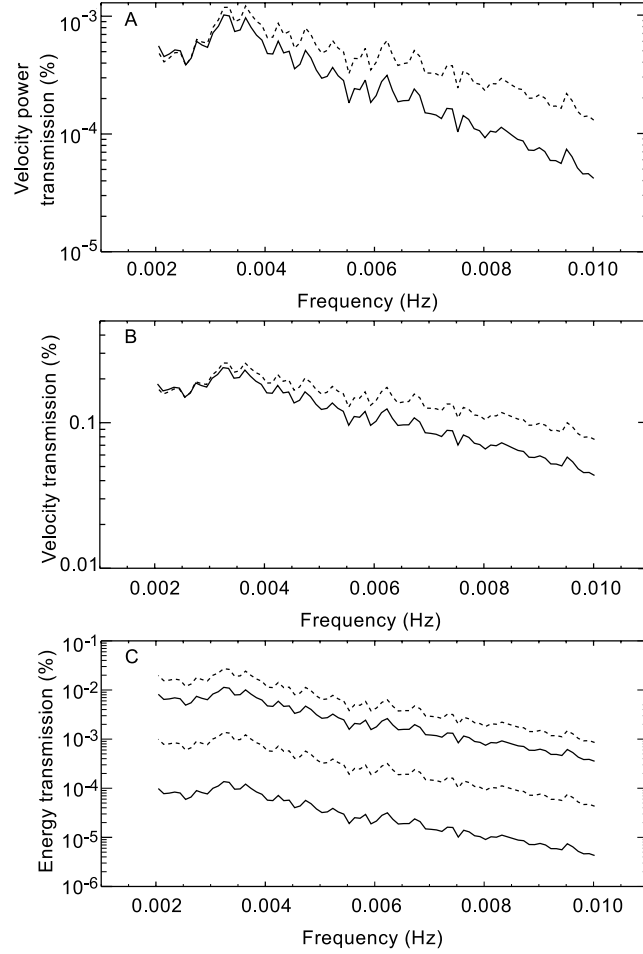 A
Velocity power
transmission (%)
10-3
10-4
10-5
0.002 0.004 0.006 0.008 0.010
Frequency (Hz)
B
Velocity transmission (%)
0.1
0.01
0.002 0.004 0.006 0.008 0.010
Frequency (Hz)
C
Energy transmission (%)
10-1
10-2
10-3
10-4
10-5
10-6
0.002 0.004 0.006 0.008 0.010
Frequency (Hz)